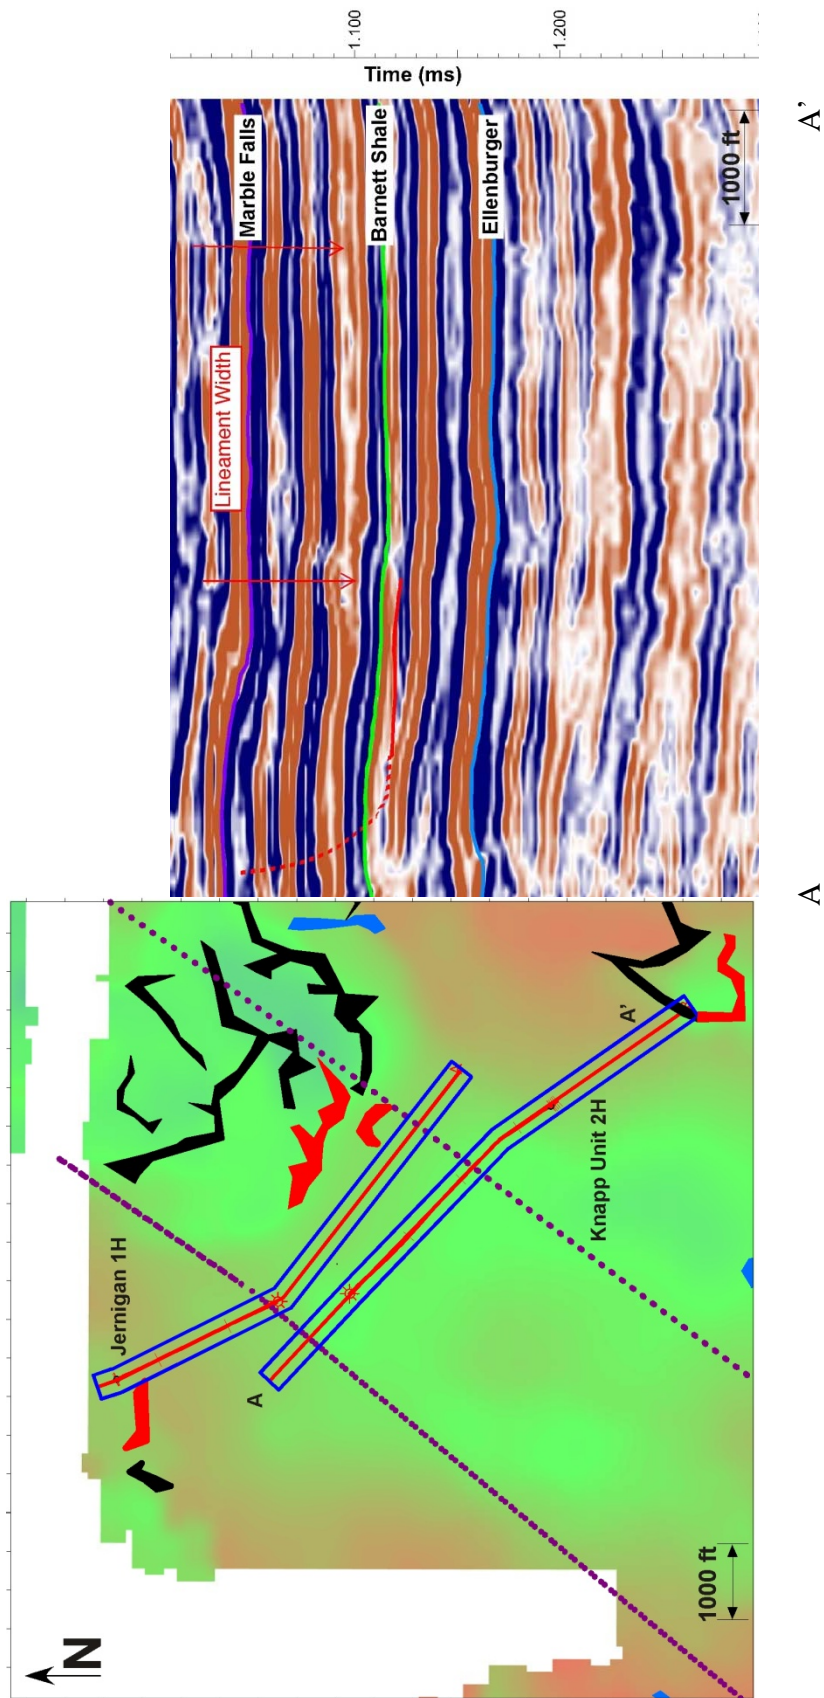 N
1000 ft
Jernigan 1H
A
Knapp Unit 2H
A'
A
A'
Lineament Width
Marble Falls
Barnett Shale
Ellenburger
1000 ft
Time (ms)
1.100
1.200